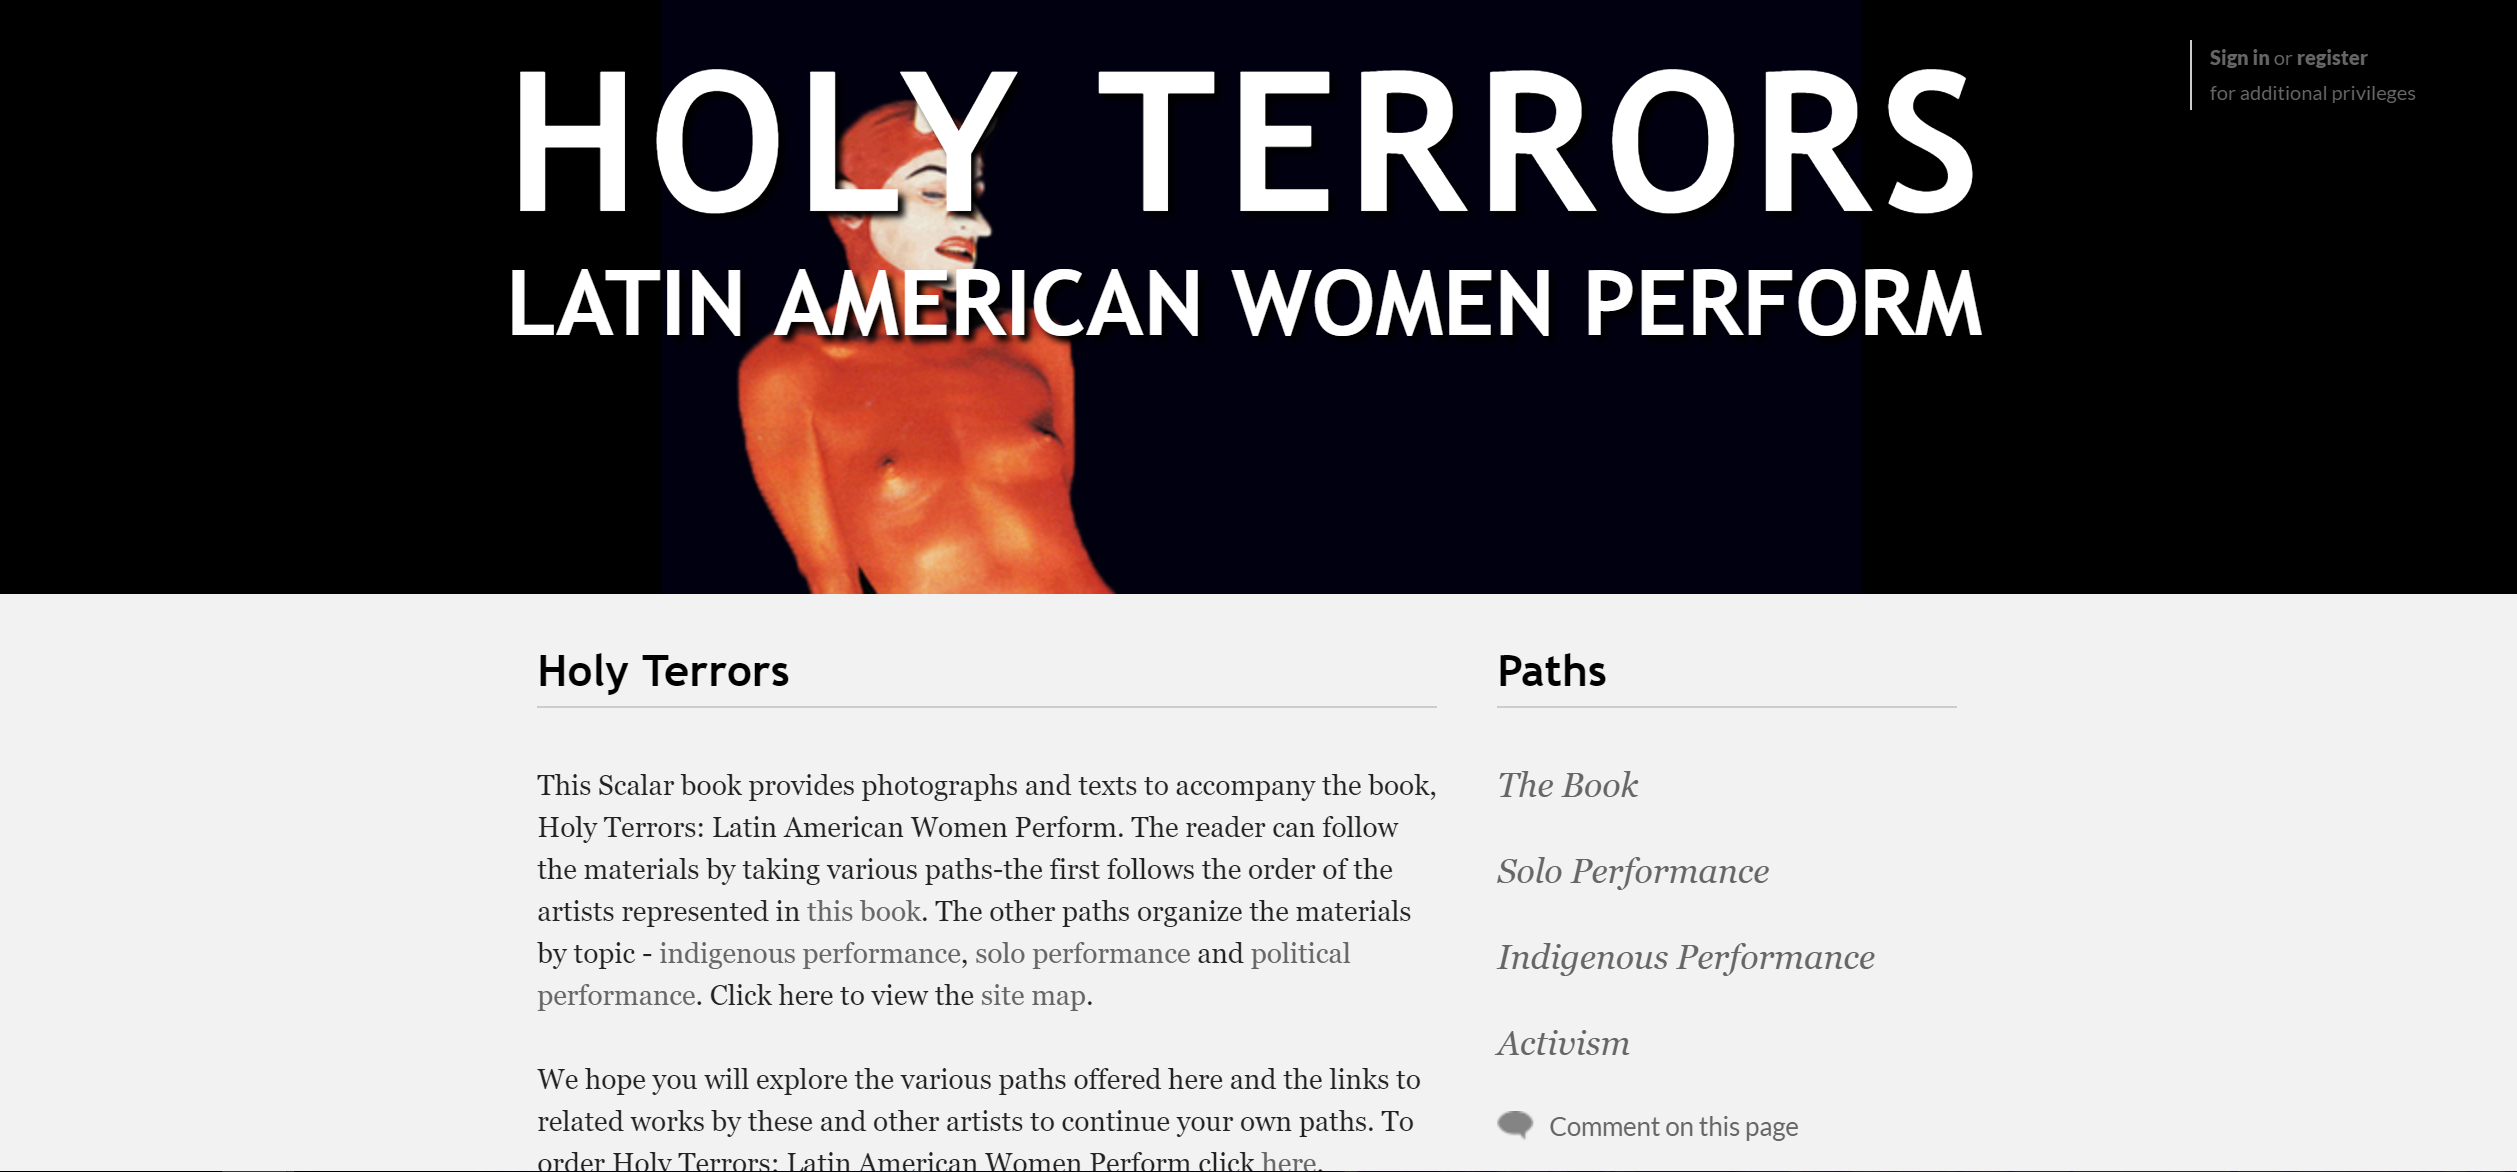 HOLY TERRORS
LATIN AMERICAN WOMEN PERFORM
Sign in or register
for additional privileges
Holy Terrors
This Scalar book provides photographs and texts to accompany the book,
Holy Terrors: Latin American Women Perform. The reader can follow
the materials by taking various paths-the first follows the order of the
artists represented in this book. The other paths organize the materials
by topic - indigenous performance, solo performance and political
performance. Click here to view the site map.
We hope you will explore the various paths offered here and the links to
related works by these and other artists to continue your own paths. To
order Holy Terrors: Latin American Women Perform click here.
Paths
The Book
Solo Performance
Indigenous Performance
Activism
Comment on this page